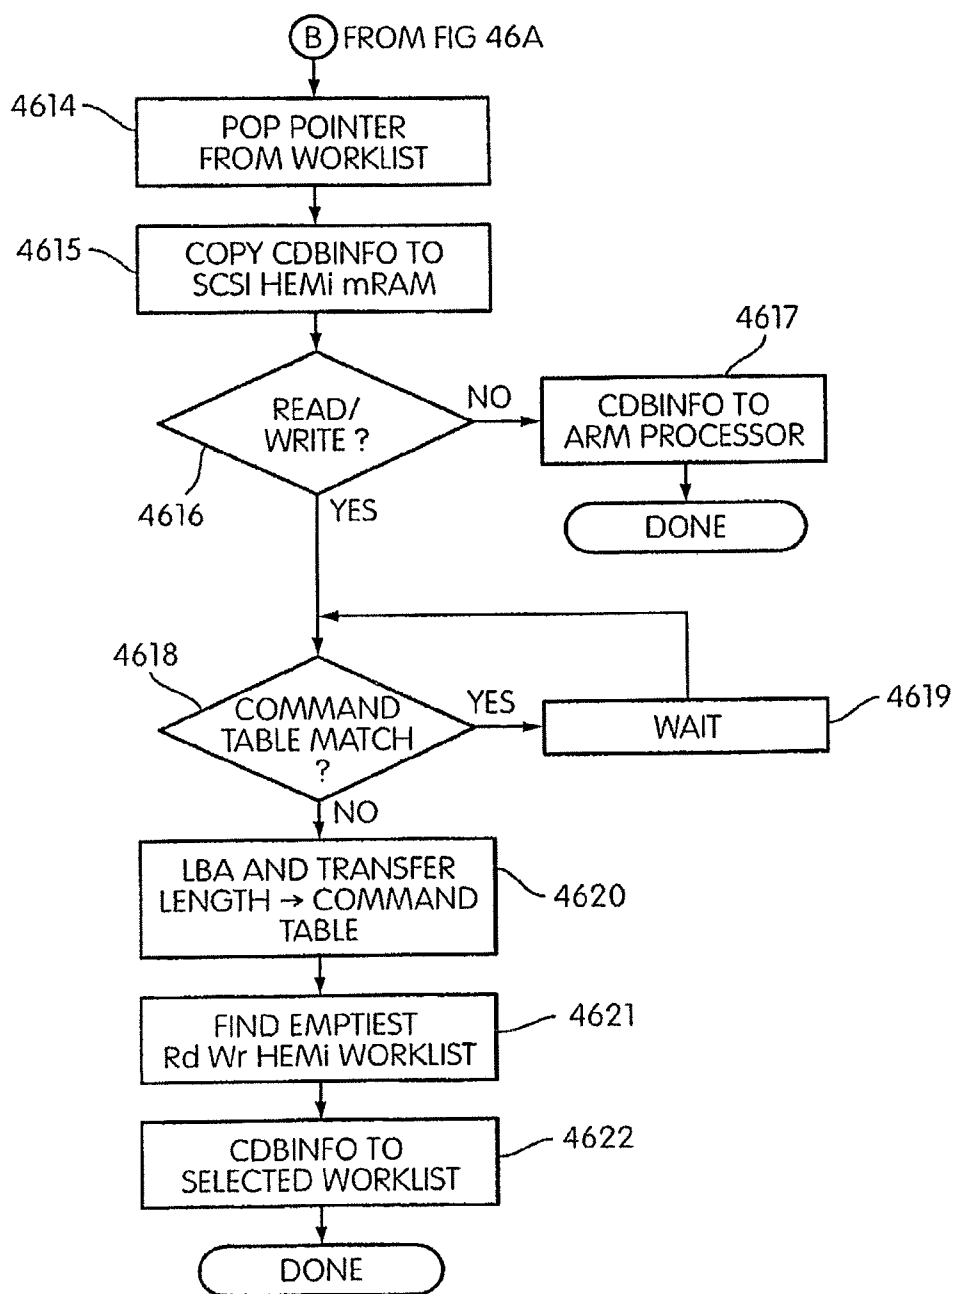 B FROM FIG 46A
4614
POP POINTER
FROM WORKLIST
4615
COPY CDBINFO TO
SCSI HEMi mRAM
4617
READ/
WRITE ?
NO
CDBINFO TO
ARM PROCESSOR
4616
YES
DONE
4618
COMMAND
TABLE MATCH
?
YES
WAIT
4619
NO
LBA AND TRANSFER
LENGTH → COMMAND
TABLE
4620
FIND EMPTIEST
Rd Wr HEMi WORKLIST
4621
CDBINFO TO
SELECTED WORKLIST
4622
DONE